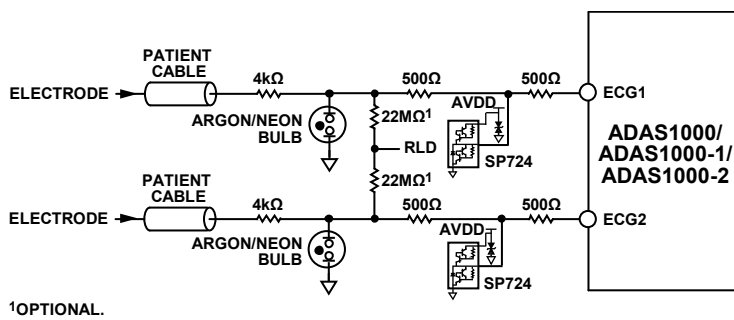 PATIENT
CABLE
4kΩ
500Ω
500Ω
ELECTRODE
ECG1
AVDD
ARGON/NEON
BULB
22MΩ¹
RLD
SP724
ADAS1000/
ADAS1000-1/
ADAS1000-2
22MΩ¹
PATIENT
CABLE
4kΩ
500Ω
500Ω
ELECTRODE
ECG2
AVDD
ARGON/NEON
BULB
SP724
¹OPTIONAL.